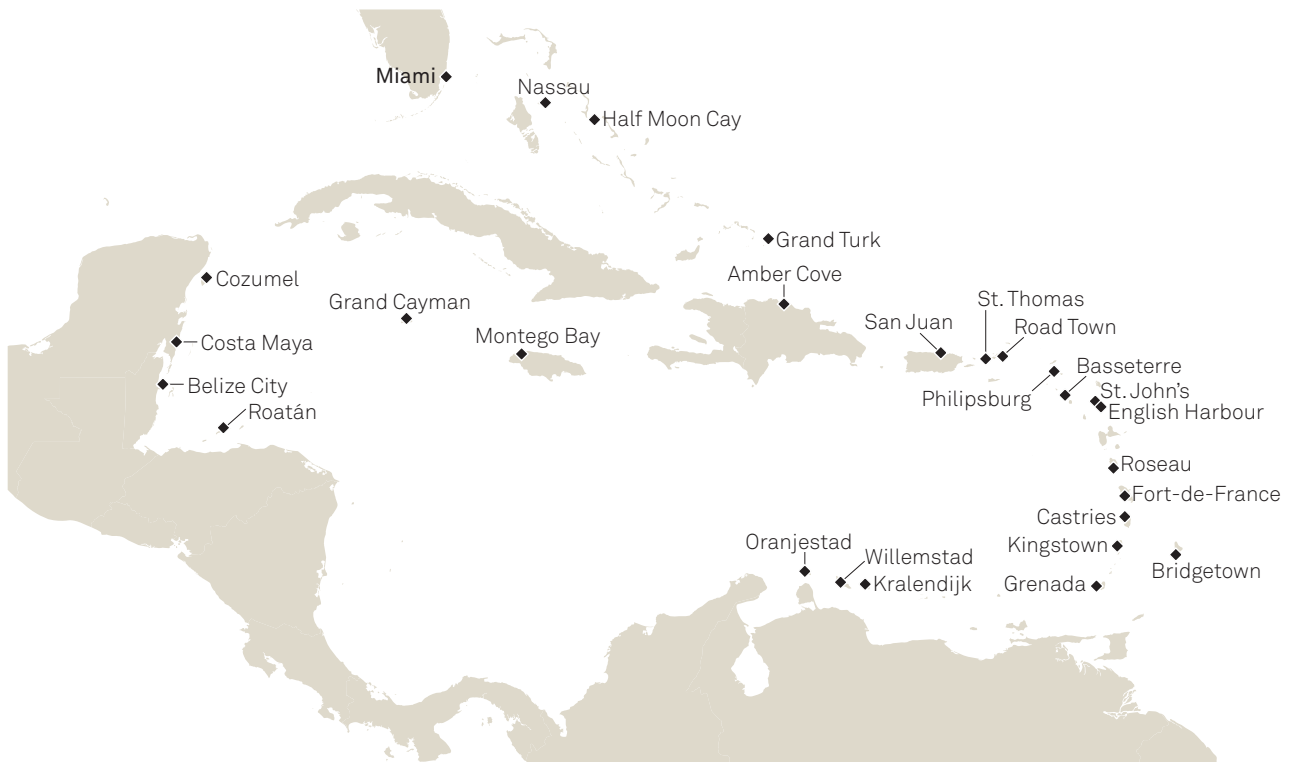 Miami
Nassau
Half Moon Cay
Grand Turk
Amber Cove
Cozumel
Grand Cayman
St. Thomas
San Juan
Road Town
Montego Bay
Costa Maya
Basseterre
Belize City
St. John's
Philipsburg
Roatán
English Harbour
Roseau
Fort-de-France
Castries
Oranjestad
Kingstown
Willemstad
Bridgetown
Kralendijk
Grenada